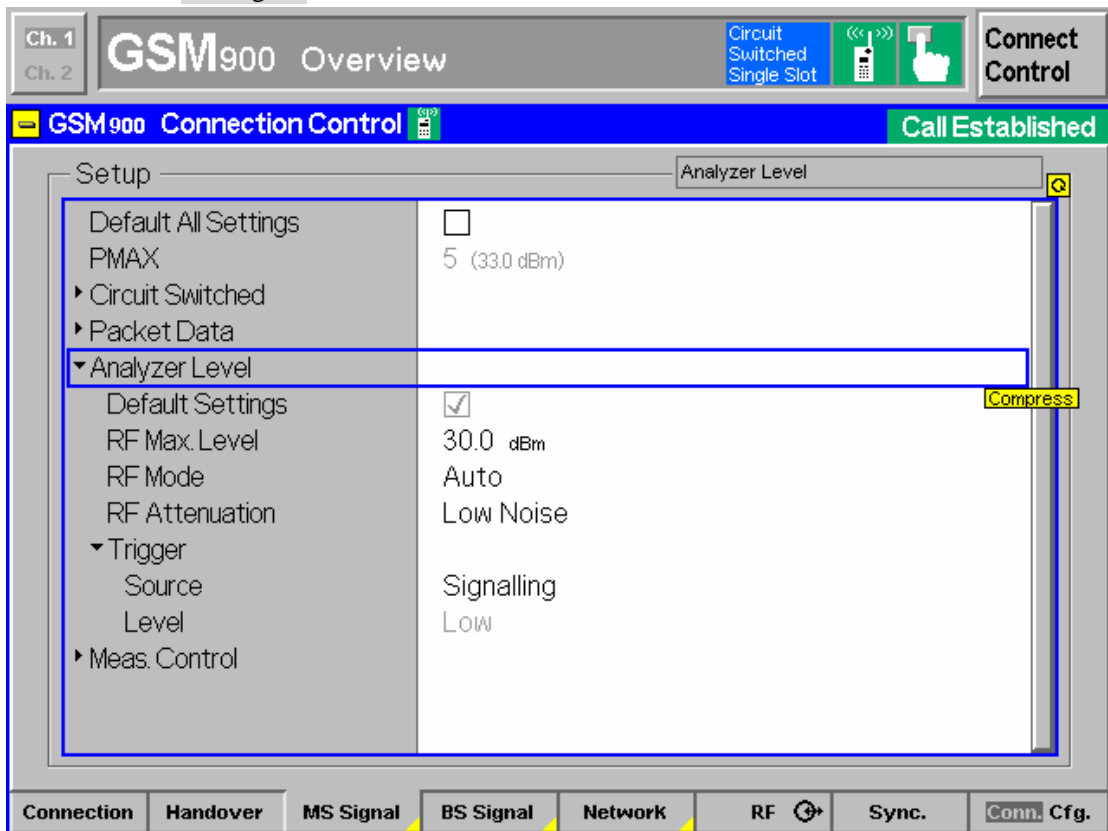 Ch. 1
Ch. 2
GSM900 Overview
Circuit
Switched
Single Slot
Connect
Control
GSM 900 Connection Control
Call Established
Setup
Analyzer Level
Default All Settings
PMAX 5 (33.0 dBm)
Circuit Switched
Packet Data
Analyzer Level
Compress
Default Settings
RF Max. Level 30.0 dBm
RF Mode Auto
RF Attenuation Low Noise
Trigger
Source Signalling
Level Low
Meas. Control
Connection Handover MS Signal BS Signal Network RF Sync. Conn. Cfg.